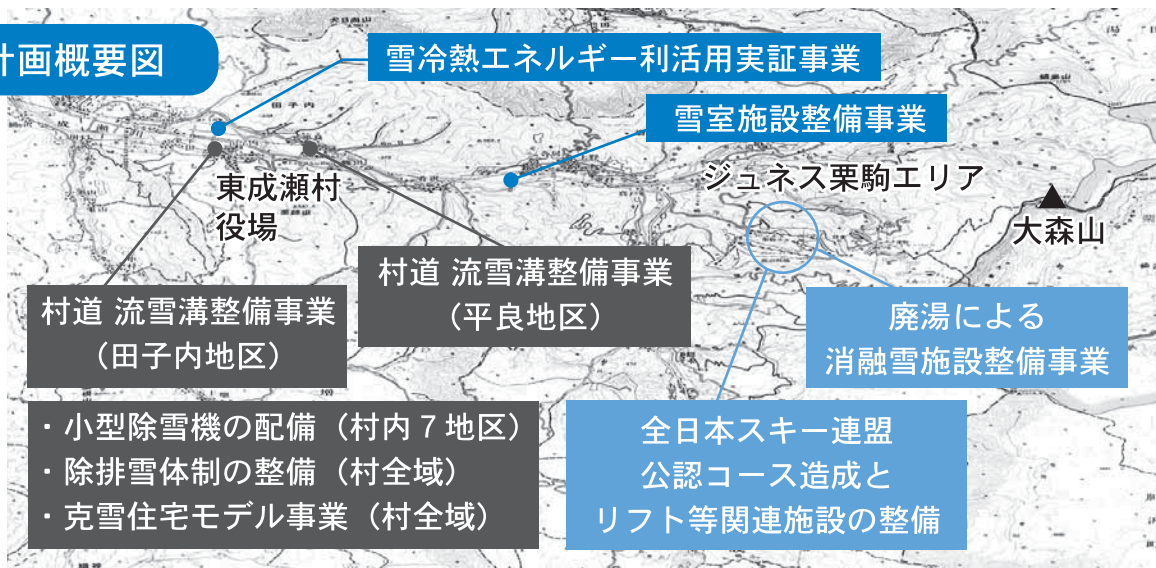 計画概要図
雪冷熱エネルギー利活用実証事業
雪室施設整備事業
田子内
東成瀬村
役場
ジュネス栗駒エリア
大森山
村道 流雪溝整備事業
（平良地区）
村道 流雪溝整備事業
（田子内地区）
廃湯による
消融雪施設整備事業
・小型除雪機の配備（村内７地区）
・除排雪体制の整備（村全域）
・克雪住宅モデル事業（村全域）
全日本スキー連盟
公認コース造成と
リフト等関連施設の整備